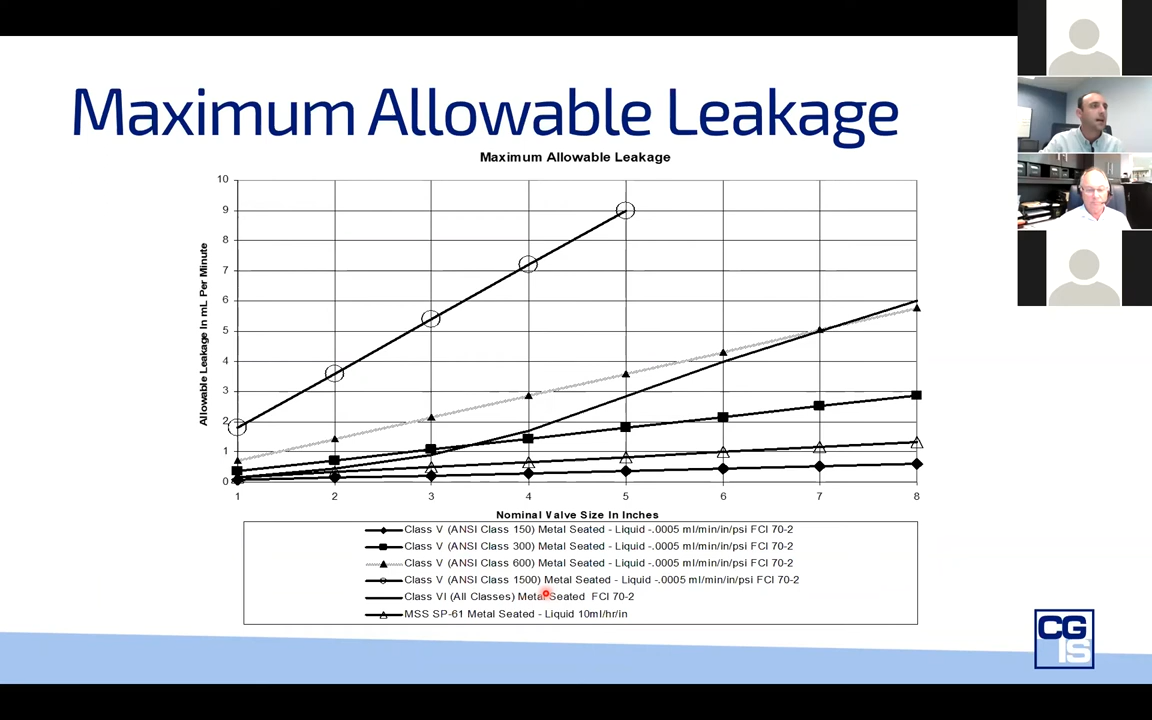 Maximum Allowable Leakage
Maximum Allowable Leakage
10
9
8
7
6
5
4
3
2
1
0
Allowable Leakage In mL Per Minute
1 2 3 4 5 6 7 8
Nominal Valve Size In Inches
Class V (ANSI Class 150) Metal Seated - Liquid -.0005 ml/min/in/psi FCI 70-2
Class V (ANSI Class 300) Metal Seated - Liquid -.0005 ml/min/in/psi FCI 70-2
Class V (ANSI Class 600) Metal Seated - Liquid -.0005 ml/min/in/psi FCI 70-2
Class V (ANSI Class 1500) Metal Seated - Liquid -.0005 ml/min/in/psi FCI 70-2
Class VI (All Classes) Metal Seated FCI 70-2
MSS SP-61 Metal Seated - Liquid 10ml/hr/in
CG
IS